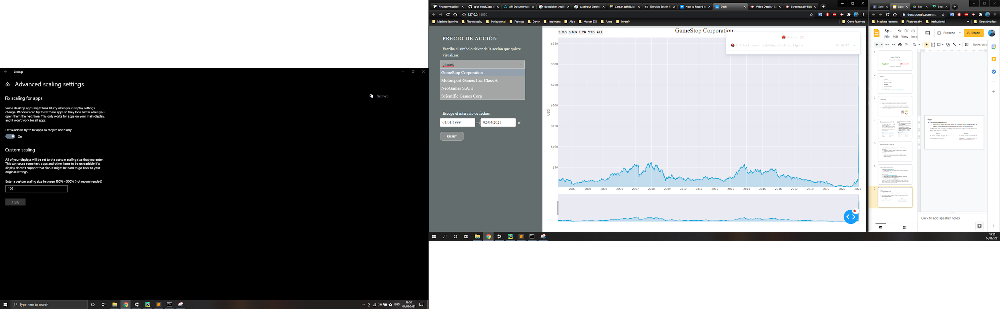 Settings
Advanced scaling settings
Fix scaling for apps
Get help
Some desktop apps might look blurry when your display settings
change. Windows can try to fix these apps so they look better when you
open them the next time. This only works for apps on your main display,
and it won't work for all apps.
Let Windows try to fix apps so they're not blurry
On
Custom scaling
All of your displays will be set to the custom scaling size that you enter.
This can cause some text, apps and other items to be unreadable if a
display doesn't support that size. It might be hard to go back to your
original settings.
Enter a custom scaling size between 100% – 500% (not recommended)
100
Apply
Type here to search
ENG
19:20
04/02/2021
Finance visualizat
spot_stock/app a
API Documentati
datepicker small
dateInput Datein
Cargar actividad
Ejercicio Sesión 6
How to Record Y
Dash
Video Details - Sc
Screencastify Edit
127.0.0.1:8050
Machine learning
Photography
Institucional
Projects
Other
Important
Alba
Master EOI
Alexa
Invertir
Otros favoritos
PRECIO DE ACCIÓN
Escriba el símbolo ticker de la acción que quiere
visualizar:
games
GameStop Corporation
Motorsport Games Inc. Class A
NeoGames S.A. s
Scientific Games Corp
Escoge el intervalo de fechas:
01/01/1999
02/04/2021
RESET
3 MO 6 MO 1 YR YTD ALL
GameStop Corporation
Errors (1)
Callback error updating stock-ts.figure
19:19:57
$350
$300
$250
$200
$150
$100
$50
USD
2003 2004 2005 2006 2007 2008 2009 2010 2011 2012 2013 2014 2015 2016 2017 2018 2019 2020 2021
Setti
Spot
Bin -
Sear
docs.google.com/pr...
Machine learning
Photography
Institucional
Otros favoritos
Sp...
File Edit View Inse
Present
Share
Background
1
Spot STOCK
2
3
4
5
6
7
App
Click to add speaker notes
19:20
04/02/2021